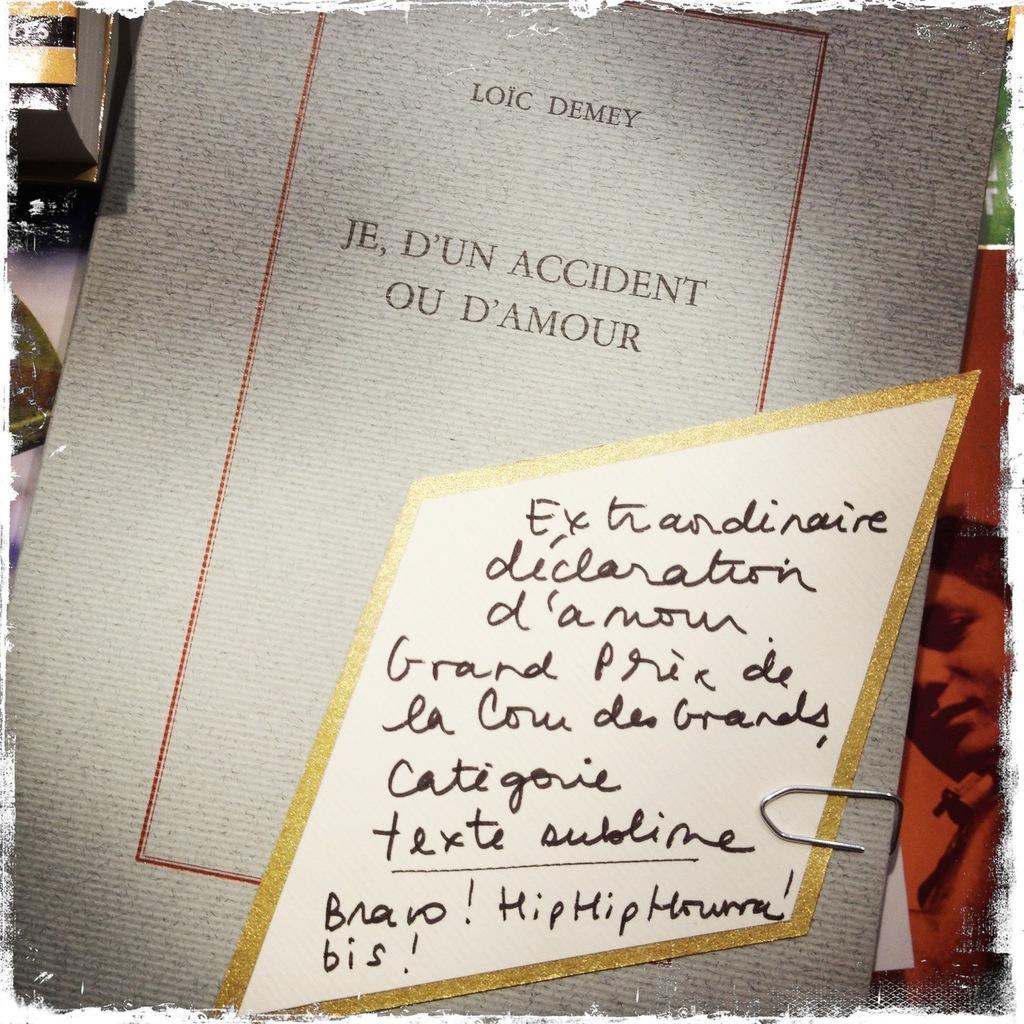 LOÏC DEMEY
JE, D'UN ACCIDENT
OU D'AMOUR
Extraordinaire
déclaration
d'amour.
Grand Prix de
la Cour des Grands,
Catégorie
texte sublime
Bravo ! HipHipHourra !
bis !